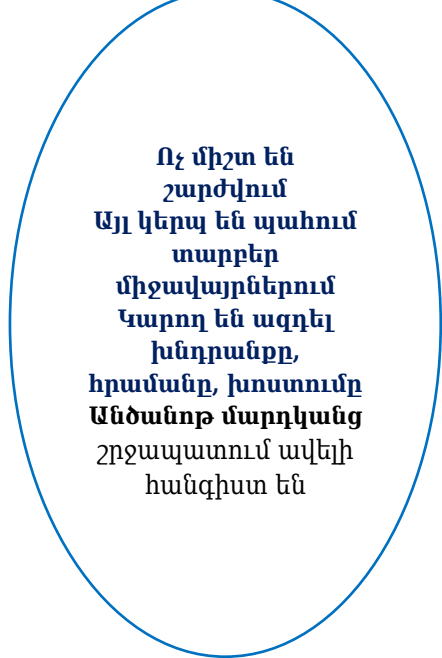 Ոչ միշտ են
շարժվում
Այլ կերպ են պահում
տարբեր
միջավայրներում
Կարող են ազդել
խնդրանքը,
հրամանը, խոստումը
Անծանոթ մարդկանց
շրջապատում ավելի
հանգիստ են